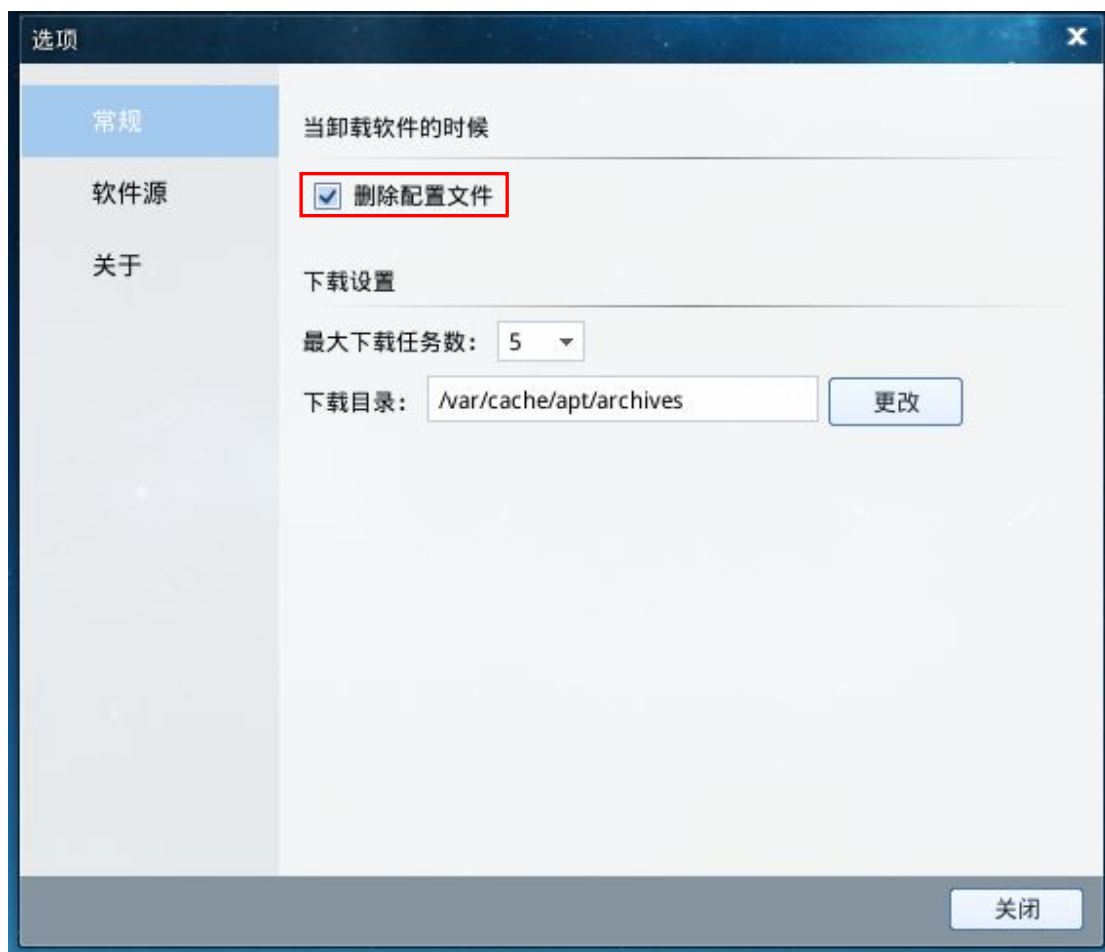 选项
常规
软件源
关于
当卸载软件的时候
删除配置文件
下载设置
最大下载任务数： 5
下载目录： /var/cache/apt/archives 更改
关闭